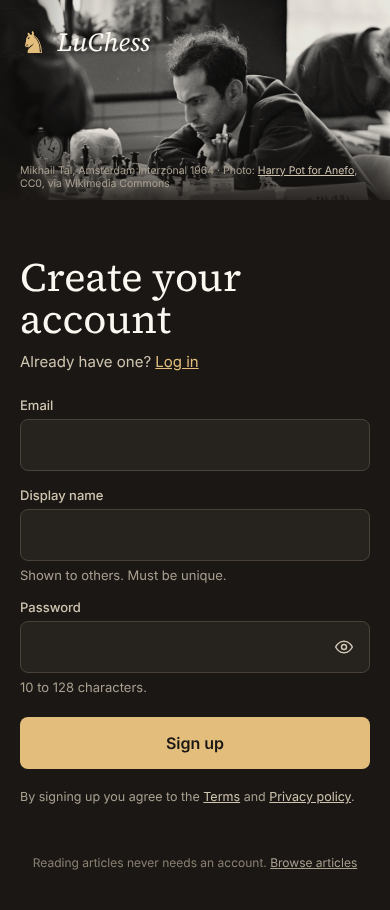 LuChess
Mikhail Tal, Amsterdam Interzonal 1964 · Photo: Harry Pot for Anefo,
CC0, via Wikimedia Commons
Create your
account
Already have one? Log in
Email
Display name
Shown to others. Must be unique.
Password
10 to 128 characters.
Sign up
By signing up you agree to the Terms and Privacy policy.
Reading articles never needs an account. Browse articles